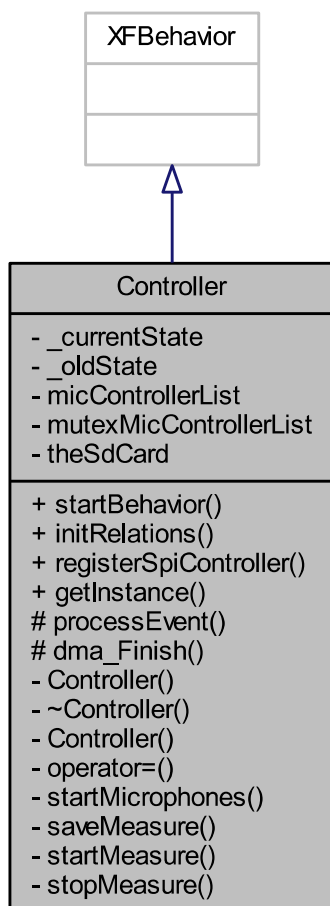 XFBehavior
Controller
- _currentState
- _oldState
- micControllerList
- mutexMicControllerList
- theSdCard
+ startBehavior()
+ initRelations()
+ registerSpiController()
+ getInstance()
# processEvent()
# dma_Finish()
- Controller()
- ~Controller()
- Controller()
- operator=()
- startMicrophones()
- saveMeasure()
- startMeasure()
- stopMeasure()